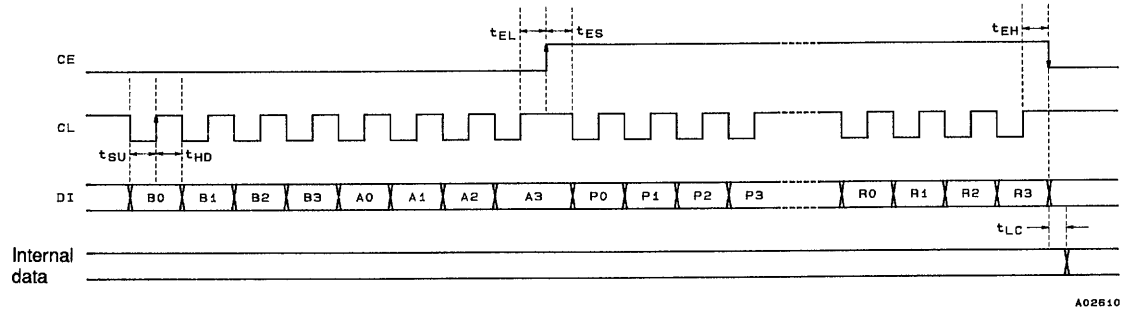 tEL tES tEH
CE
CL
tSU tHD
DI B0 B1 B2 B3 A0 A1 A2 A3 P0 P1 P2 P3 R0 R1 R2 R3
tLC
Internal
data
A02610